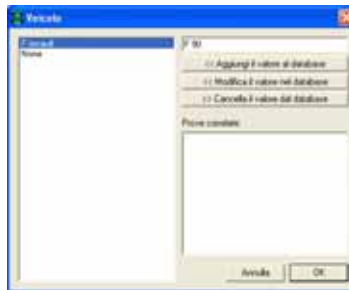 Veicolo
None
<< Aggiungi il valore al database
<< Modifica il valore nel database
<< Cancella il valore dal database
Prove correlate:
Annulla
OK